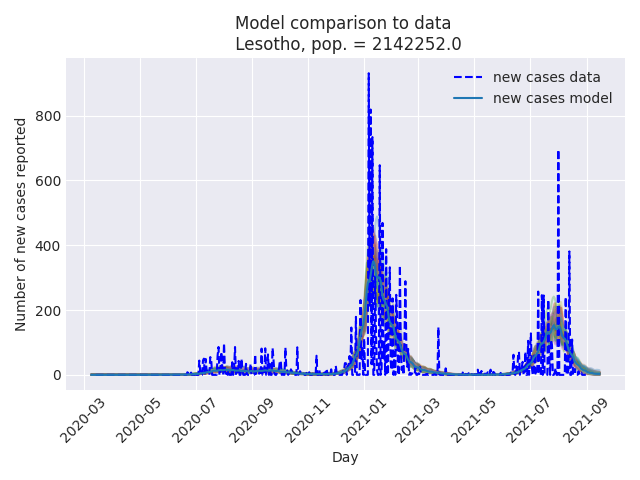 Model comparison to data
Lesotho, pop. = 2142252.0
new cases data
new cases model
Number of new cases reported
800
600
400
200
0
2020-03
2020-05
2020-07
2020-09
2020-11
2021-01
2021-03
2021-05
2021-07
2021-09
Day